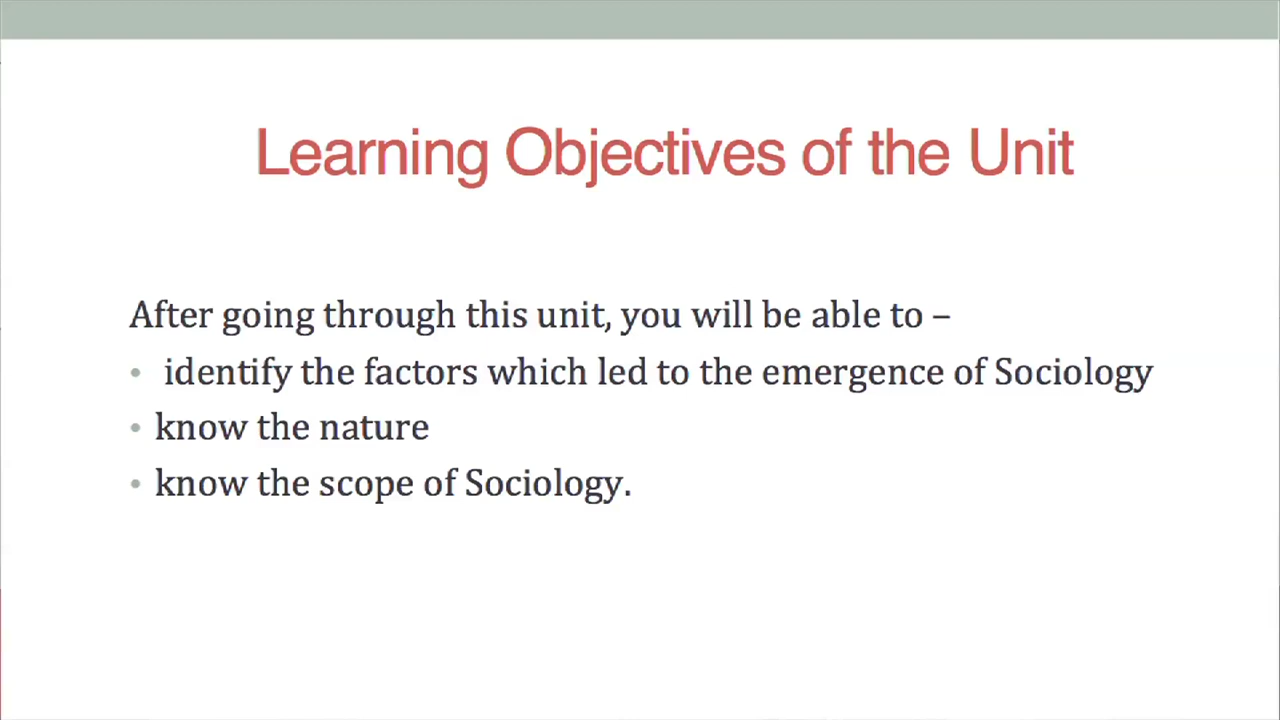 Learning Objectives of the Unit
After going through this unit, you will be able to –
• identify the factors which led to the emergence of Sociology
• know the nature
• know the scope of Sociology.